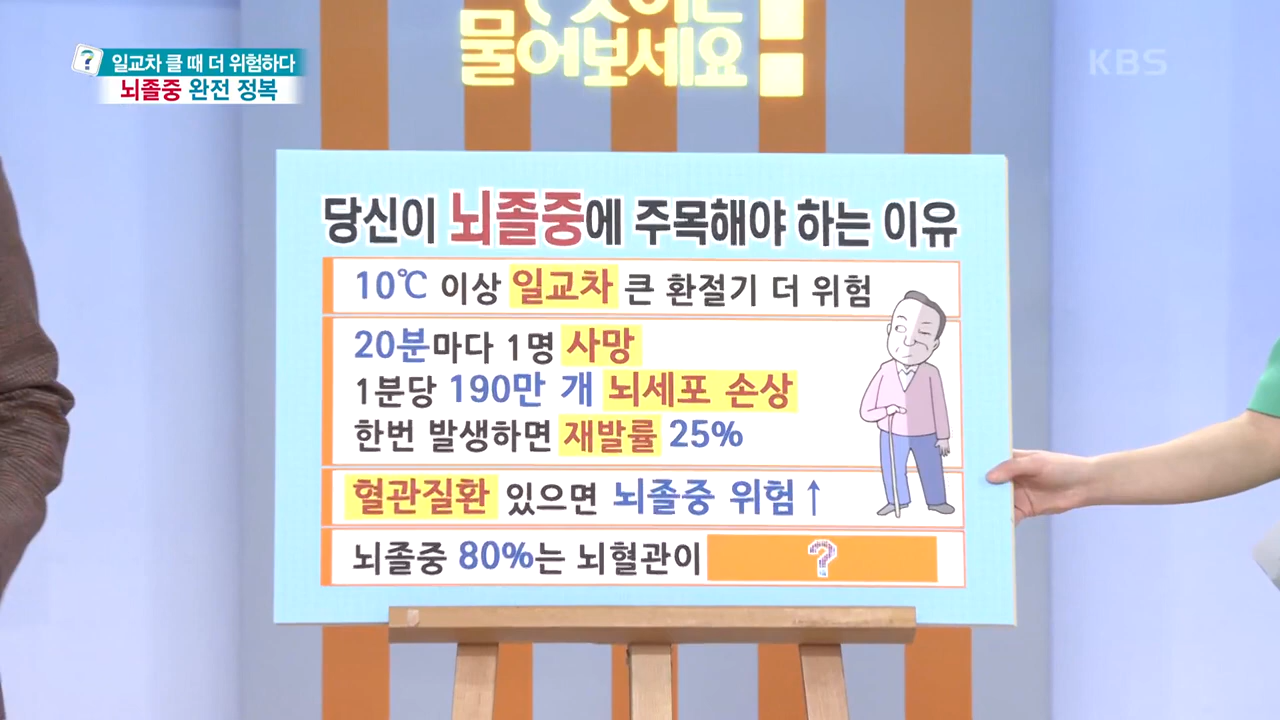 일교차 클 때 더 위험하다
뇌졸중 완전 정복
물어보세요
KBS
당신이 뇌졸중에 주목해야 하는 이유
10℃ 이상 일교차 큰 환절기 더 위험
20분마다 1명 사망
1분당 190만 개 뇌세포 손상
한번 발생하면 재발률 25%
혈관질환 있으면 뇌졸중 위험↑
뇌졸중 80%는 뇌혈관이 ?